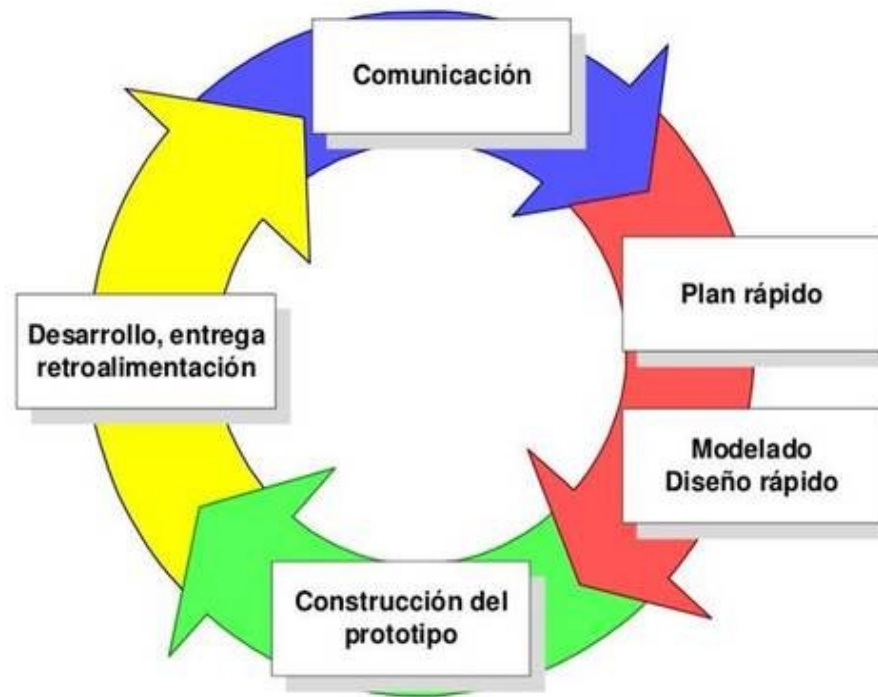 Comunicación
Plan rápido
Modelado
Diseño rápido
Construcción del
prototipo
Desarrollo, entrega
retroalimentación